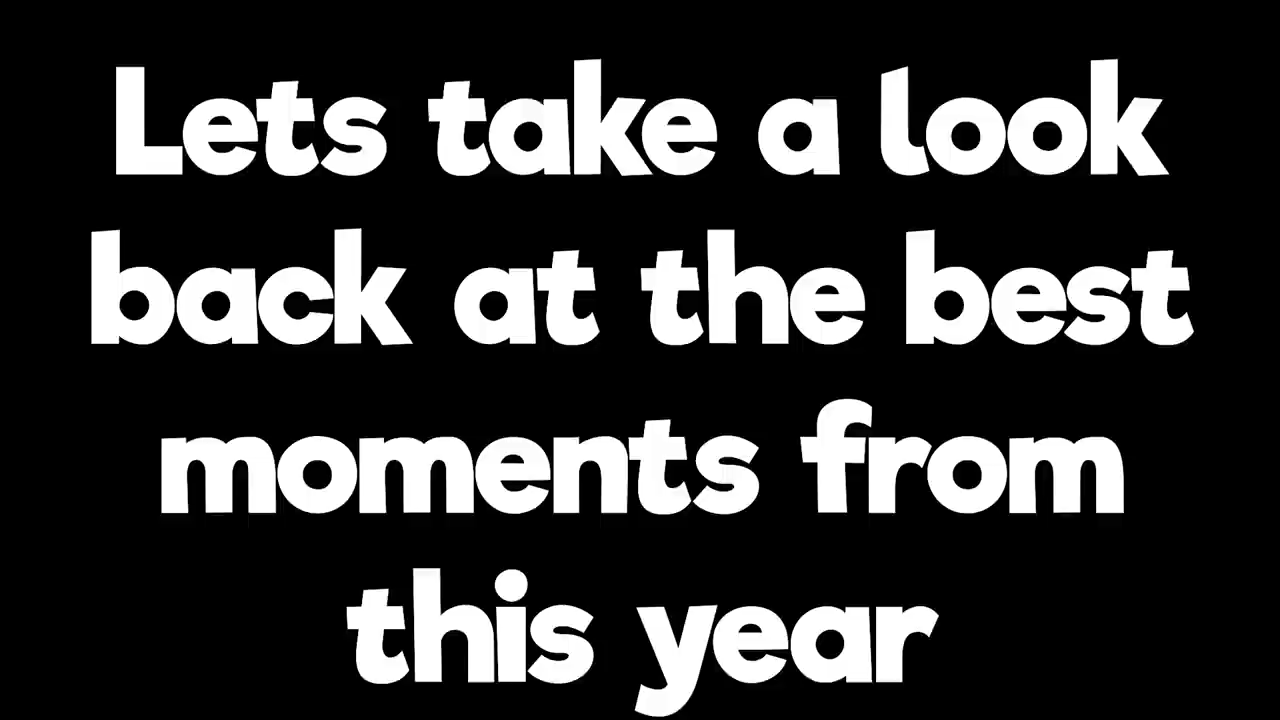 Lets take a look
back at the best
moments from
this year